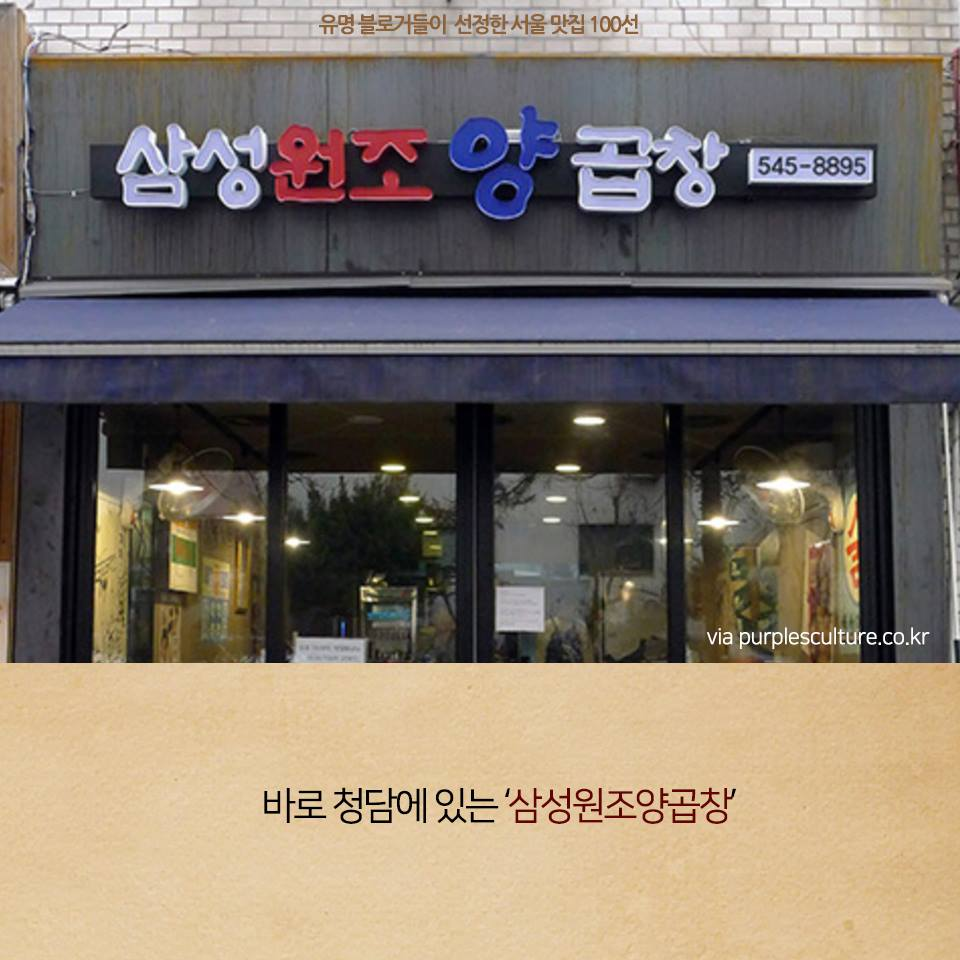 유명 블로거들이 선정한 서울 맛집 100선
삼성원조 양 곱창 545-8895
via purplesculture.co.kr
바로 청담에 있는 ‘삼성원조양곱창’